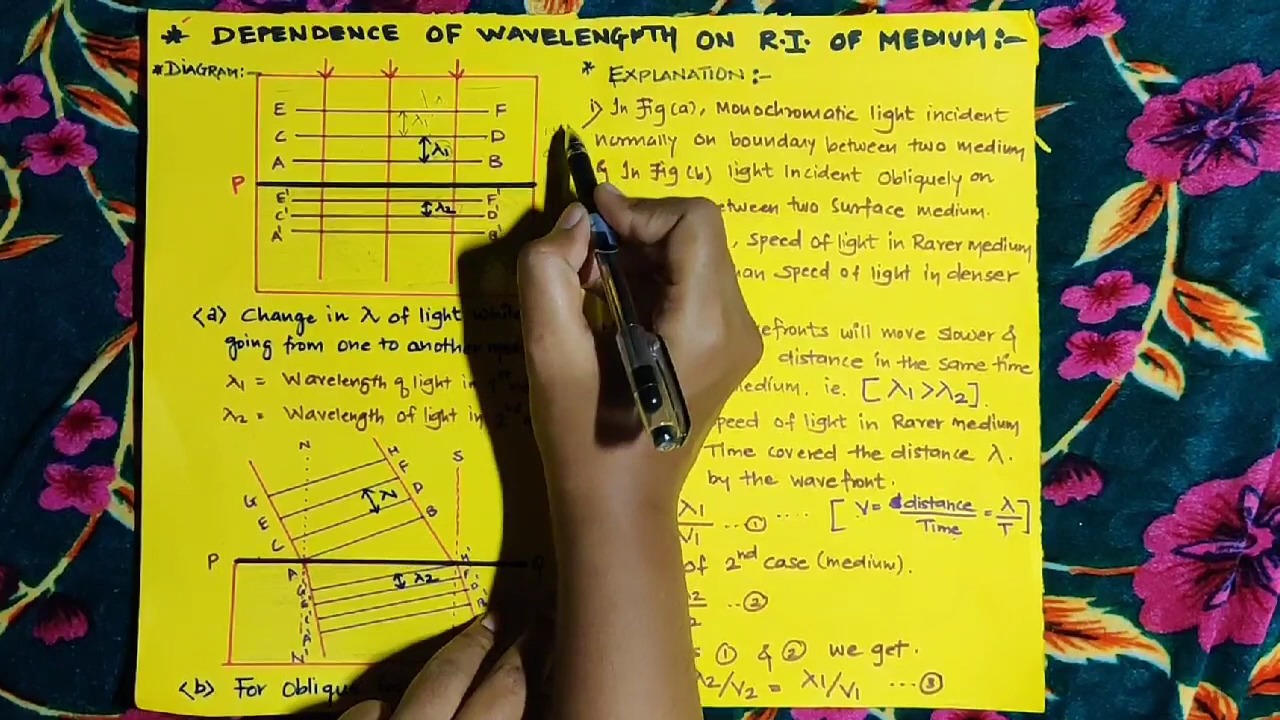 * DEPENDENCE OF WAVELENGTH ON R.I. OF MEDIUM:-
* DIAGRAM:-
E F
C λ1 D
A B
P
E' F'
C' λ2 D'
A' B'
(a) Change in λ of light while
going from one to another
λ1 = Wavelength of light in 1st
λ2 = Wavelength of light in 2nd
N H S
G F
E λ1 D
C B
P A H Q
G' λ2 F'
E' D'
C' B
A'
N'
(b) For Oblique
* EXPLANATION:-
i) In Fig(a), Monochromatic light incident
normally on boundary between two medium
& In Fig(b) light Incident Obliquely on
between two Surface medium.
, Speed of light in Rarer medium
than Speed of light in denser
wavefronts will move slower &
distance in the same time
medium. ie. [λ1>λ2].
speed of light in Rarer medium
Time covered the distance λ.
by the wavefront.
λ1/V1 ...① .... [V= distance/Time = λ/T]
of 2nd case (medium).
...②
① & ② we get.
λ2/V2 = λ1/V1 ...③